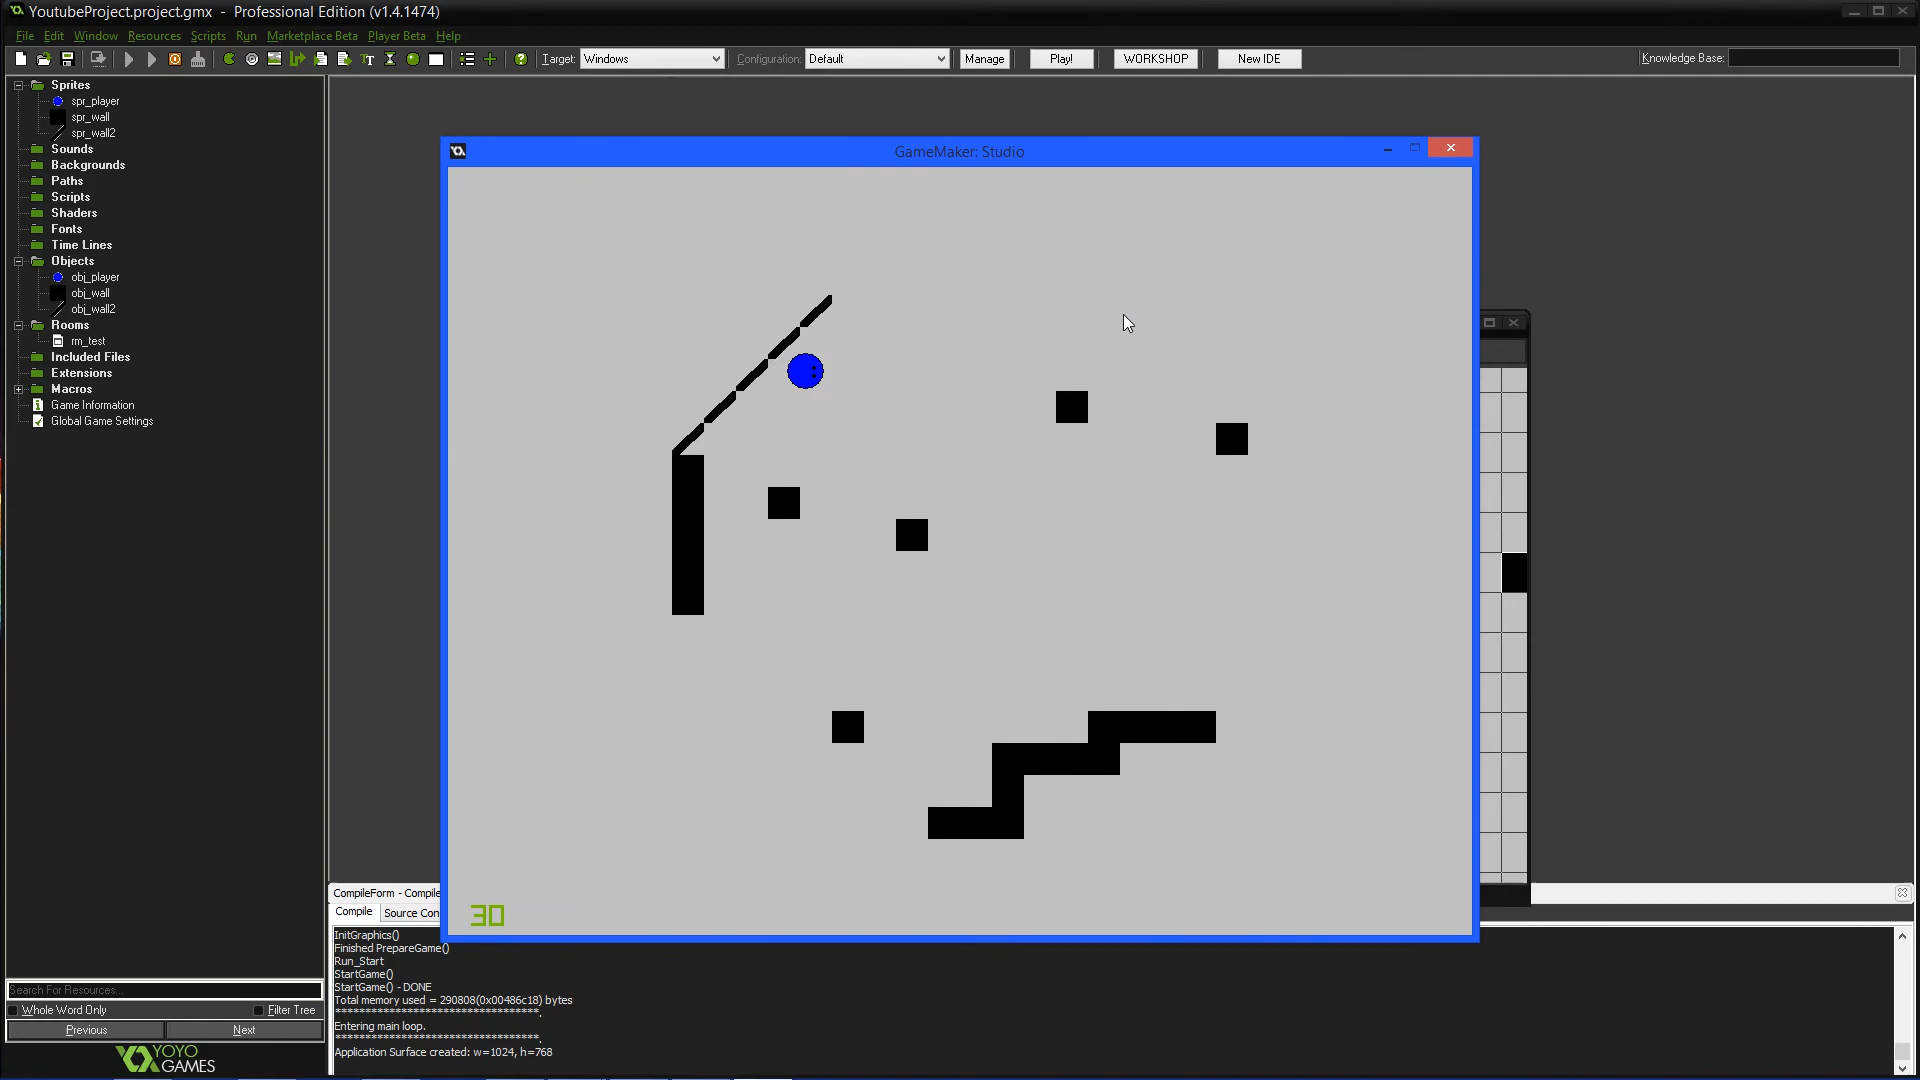 YoutubeProject.project.gmx - Professional Edition (v1.4.1474)
File Edit Window Resources Scripts Run Marketplace Beta Player Beta Help
Target: Windows Configuration: Default Manage Play! WORKSHOP New IDE Knowledge Base:
Sprites
spr_player
spr_wall
spr_wall2
Sounds
Backgrounds
Paths
Scripts
Shaders
Fonts
Time Lines
Objects
obj_player
obj_wall
obj_wall2
Rooms
rm_test
Included Files
Extensions
Macros
Game Information
Global Game Settings
Search For Resources...
Whole Word Only Filter Tree
Previous Next
YOYO
GAMES
GameMaker: Studio
30
CompileForm - Compile
Compile Source Con
InitGraphics()
Finished PrepareGame()
Run_Start
StartGame()
StartGame() - DONE
Total memory used = 290808(0x00486c18) bytes
**********************************.
Entering main loop.
**********************************.
Application Surface created: w=1024, h=768